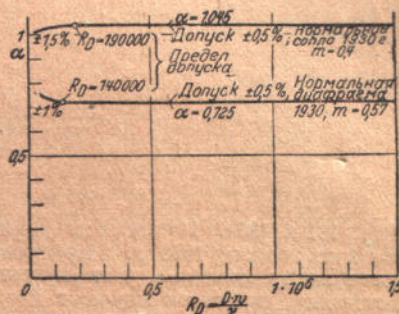 α=1,045
1
±1,5%
R_D=190000
Допуск ±0,5%
нормальное
сопло 1930 г
m=0,4
α
Предел
допуска
R_D=140000
Допуск ±0,5%,
Нормальная
диафрагма
±1%
α=0,725
1930, m=0,57
0,5
0
0,5
1·10⁶
1,5
R_D = D·w/ν